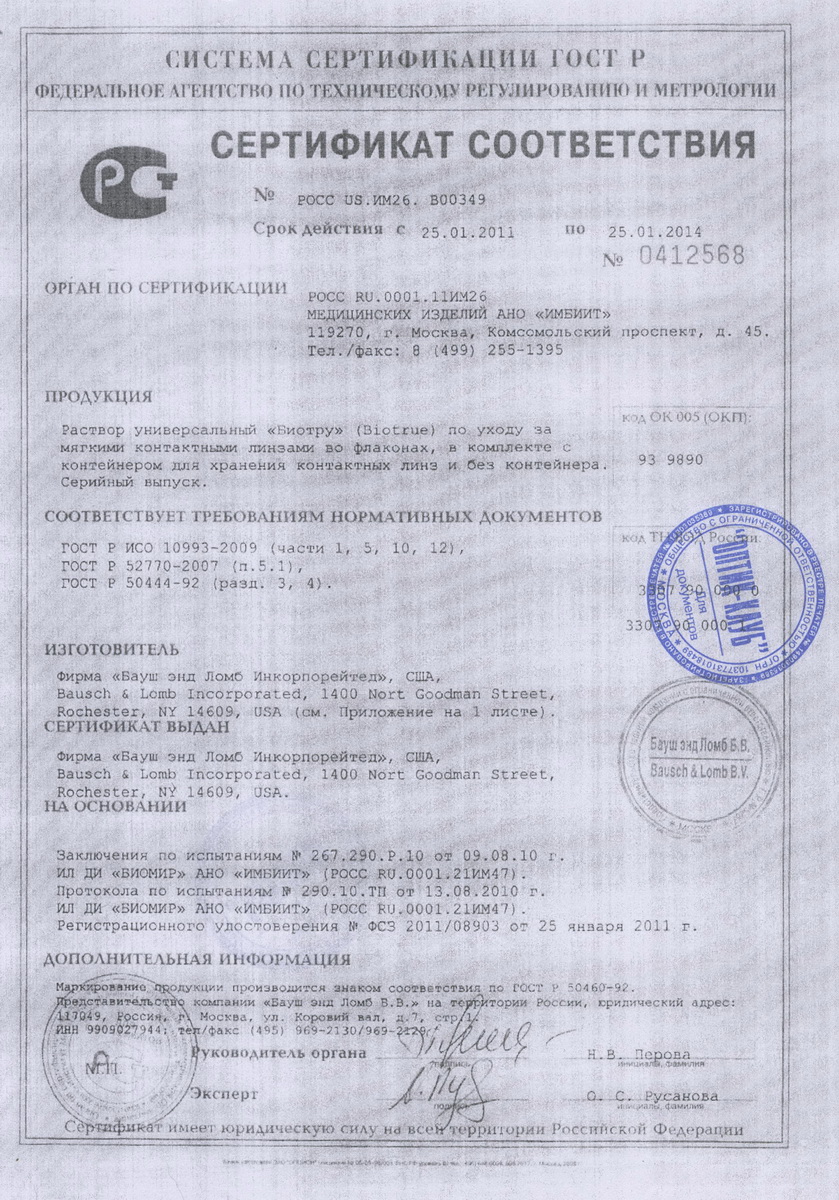 СИСТЕМА СЕРТИФИКАЦИИ ГОСТ Р
ФЕДЕРАЛЬНОЕ АГЕНТСТВО ПО ТЕХНИЧЕСКОМУ РЕГУЛИРОВАНИЮ И МЕТРОЛОГИИ
СЕРТИФИКАТ СООТВЕТСТВИЯ
РСТ
№ РОСС US.ИМ26. В00349
Срок действия с 25.01.2011 по 25.01.2014
№ 0412568
ОРГАН ПО СЕРТИФИКАЦИИ
РОСС RU.0001.11ИМ26
МЕДИЦИНСКИХ ИЗДЕЛИЙ АНО «ИМБИИТ»
119270, г. Москва, Комсомольский проспект, д. 45.
Тел./факс: 8 (499) 255-1395
ПРОДУКЦИЯ
Раствор универсальный «Биотру» (Biotrue) по уходу за
мягкими контактными линзами во флаконах, в комплекте с
контейнером для хранения контактных линз и без контейнера.
Серийный выпуск.
код ОК 005 (ОКП):
93 9890
СООТВЕТСТВУЕТ ТРЕБОВАНИЯМ НОРМАТИВНЫХ ДОКУМЕНТОВ
ГОСТ Р ИСО 10993-2009 (части 1, 5, 10, 12),
ГОСТ Р 52770-2007 (п.5.1),
ГОСТ Р 50444-92 (разд. 3, 4).
код ТН ВЭД России:
3307 90 000 0
3307 90 000 1
"ОПТИК-КЛУБ"
Для документов
ОБЩЕСТВО С ОГРАНИЧЕННОЙ ОТВЕТСТВЕННОСТЬЮ
МОСКВА
ИЗГОТОВИТЕЛЬ
Фирма «Бауш энд Ломб Инкорпорейтед», США,
Bausch & Lomb Incorporated, 1400 Nort Goodman Street,
Rochester, NY 14609, USA (см. Приложение на 1 листе).
СЕРТИФИКАТ ВЫДАН
Фирма «Бауш энд Ломб Инкорпорейтед», США,
Bausch & Lomb Incorporated, 1400 Nort Goodman Street,
Rochester, NY 14609, USA.
Бауш энд Ломб Б.В.
Bausch & Lomb B.V.
НА ОСНОВАНИИ
Заключения по испытаниям № 267.290.Р.10 от 09.08.10 г.
ИЛ ДИ «БИОМИР» АНО «ИМБИИТ» (РОСС RU.0001.21ИМ47).
Протокола по испытаниям № 290.10.ТП от 13.08.2010 г.
ИЛ ДИ «БИОМИР» АНО «ИМБИИТ» (РОСС RU.0001.21ИМ47).
Регистрационного удостоверения № ФСЗ 2011/08903 от 25 января 2011 г.
ДОПОЛНИТЕЛЬНАЯ ИНФОРМАЦИЯ
Маркирование продукции производится знаком соответствия по ГОСТ Р 50460-92.
Представительство компании «Бауш энд Ломб В.В.» на территории России, юридический адрес:
117049, Россия, г. Москва, ул. Коровий вал, д.7, стр.1.
ИНН 9909027944; тел/факс (495) 969-2130/969-2129.
М.П.
Руководитель органа
подпись
Н.В. Перова
инициалы, фамилия
Эксперт
подпись
О. С. Русанова
инициалы, фамилия
Сертификат имеет юридическую силу на всей территории Российской Федерации